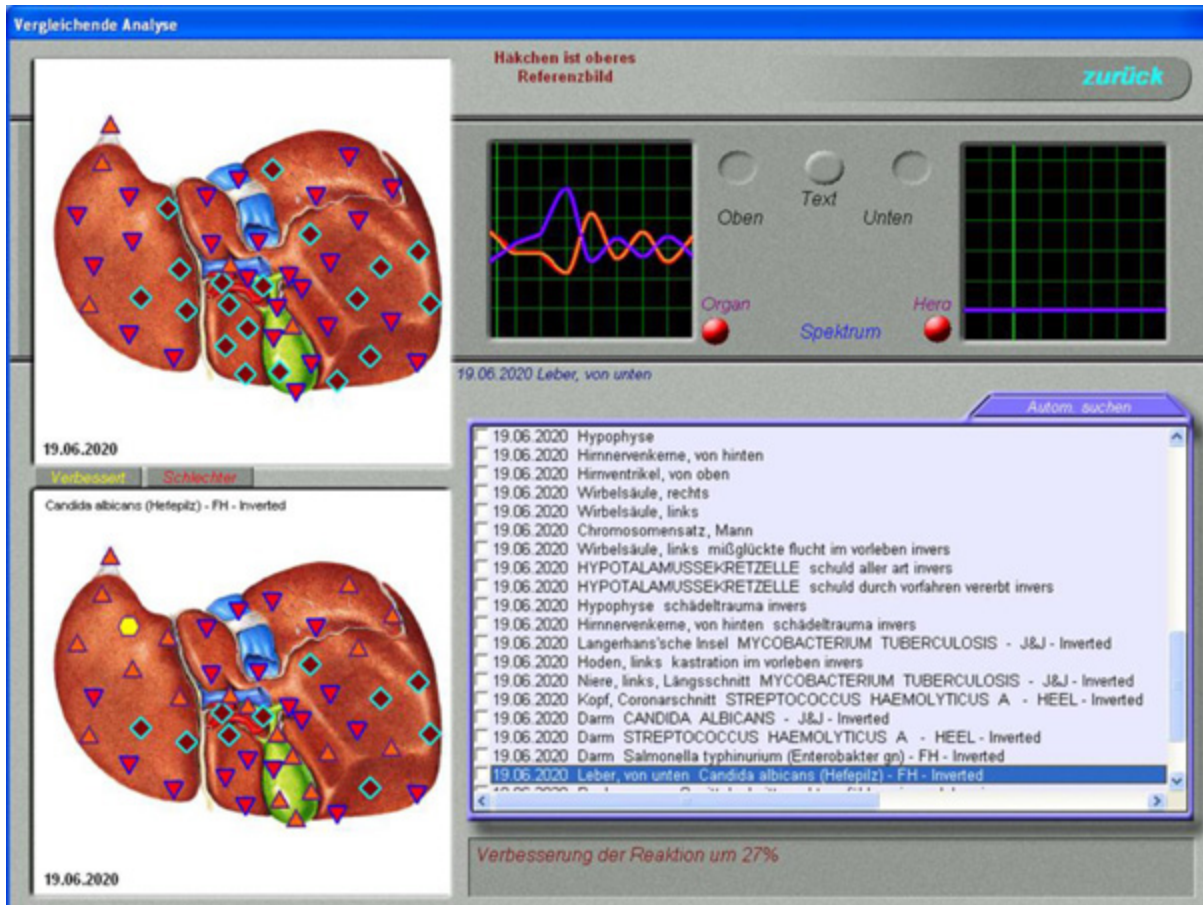 Vergleichende Analyse
Häkchen ist oberes
Referenzbild
zurück
Oben
Text
Unten
Organ
Hera
Spektrum
19.06.2020 Leber, von unten
Autom. suchen
19.06.2020
Verbessert
Schlechter
Candida albicans (Hefepilz) - FH - Inverted
19.06.2020
19.06.2020 Hypophyse
19.06.2020 Hirnnervenkerne, von hinten
19.06.2020 Hirnventrikel, von oben
19.06.2020 Wirbelsäule, rechts
19.06.2020 Wirbelsäule, links
19.06.2020 Chromosomensatz, Mann
19.06.2020 Wirbelsäule, links mißglückte flucht im vorleben invers
19.06.2020 HYPOTALAMUSSEKRETZELLE schuld aller art invers
19.06.2020 HYPOTALAMUSSEKRETZELLE schuld durch vorfahren vererbt invers
19.06.2020 Hypophyse schädeltrauma invers
19.06.2020 Hirnnervenkerne, von hinten schädeltrauma invers
19.06.2020 Langerhans'sche Insel MYCOBACTERIUM TUBERCULOSIS - J&J - Inverted
19.06.2020 Hoden, links kastration im vorleben invers
19.06.2020 Niere, links, Längsschnitt MYCOBACTERIUM TUBERCULOSIS - J&J - Inverted
19.06.2020 Kopf, Coronarschnitt STREPTOCOCCUS HAEMOLYTICUS A - HEEL - Inverted
19.06.2020 Darm CANDIDA ALBICANS - J&J - Inverted
19.06.2020 Darm STREPTOCOCCUS HAEMOLYTICUS A - HEEL - Inverted
19.06.2020 Darm Salmonella typhinurium (Enterobakter gn) - FH - Inverted
19.06.2020 Leber, von unten Candida albicans (Hefepilz) - FH - Inverted
Verbesserung der Reaktion um 27%